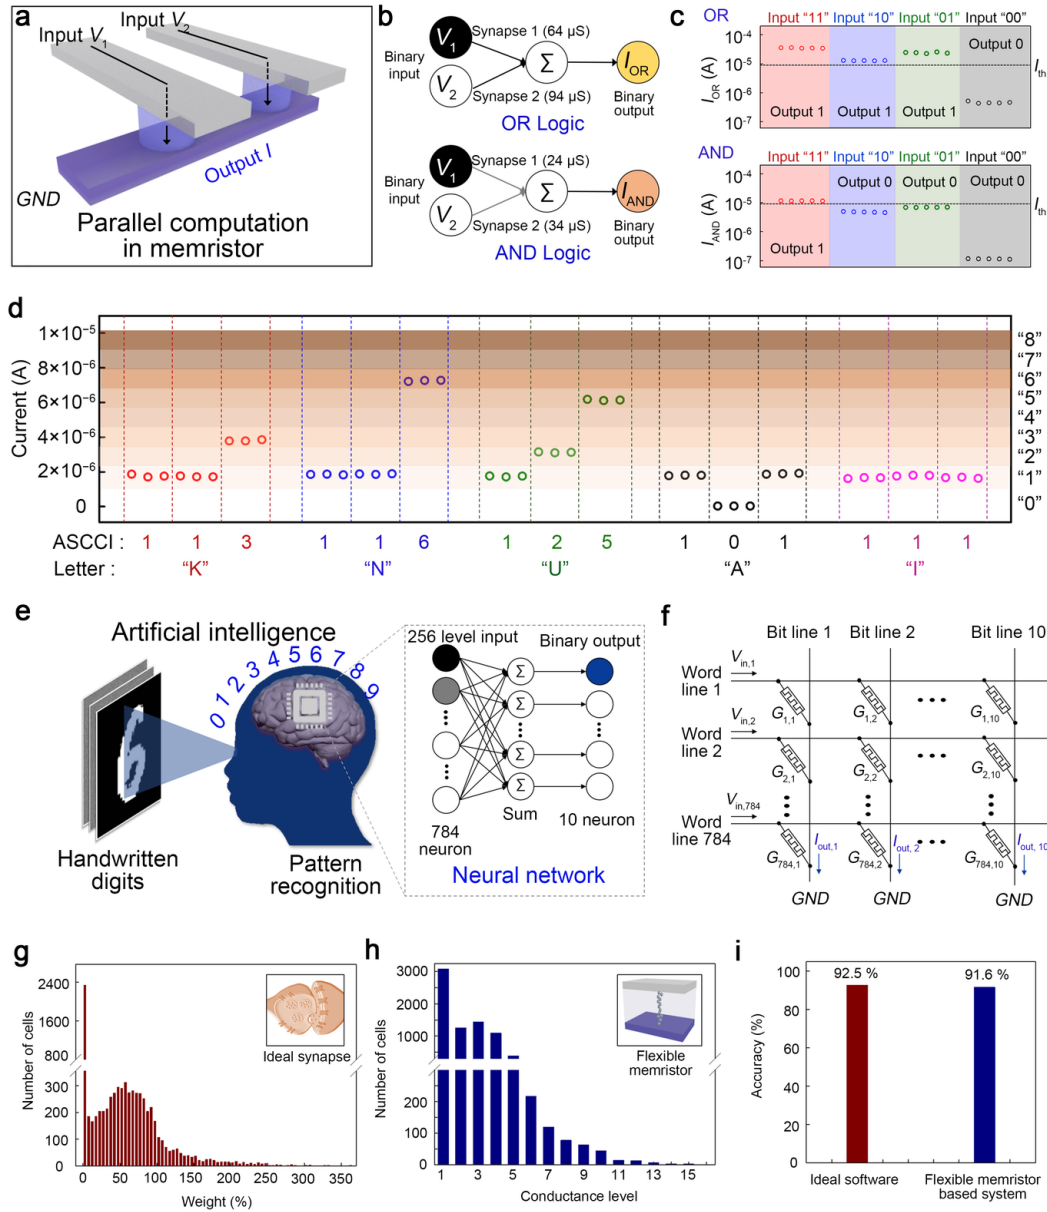 a
Input V1
Input V2
Output I
GND
Parallel computation
in memristor
b
Binary
input
V1
V2
Synapse 1 (64 µS)
Synapse 2 (94 µS)
Σ
IOR
Binary
output
OR Logic
Binary
input
V1
V2
Synapse 1 (24 µS)
Synapse 2 (34 µS)
Σ
IAND
Binary
output
AND Logic
c
OR
Input “11” Input “10” Input “01” Input “00”
IOR (A)
10-4
10-5
10-6
10-7
Output 0
Ith
Output 1 Output 1 Output 1
AND
Input “11” Input “10” Input “01” Input “00”
IAND (A)
10-4
10-5
10-6
10-7
Output 0 Output 0 Output 0
Ith
Output 1
d
Current (A)
1×10-5
8×10-6
6×10-6
4×10-6
2×10-6
0
“8”
“7”
“6”
“5”
“4”
“3”
“2”
“1”
“0”
ASCCI : 1 1 3 1 1 6 1 2 5 1 0 1 1 1 1
Letter : “K” “N” “U” “A” “I”
e
Artificial intelligence
0 1 2 3 4 5 6 7 8 9
Handwritten
digits
Pattern
recognition
256 level input
Binary output
Σ
Σ
Σ
Σ
784
neuron
Sum
10 neuron
Neural network
f
Bit line 1 Bit line 2 Bit line 10
Word
line 1
Vin,1
G1,1 G1,2 G1,10
Word
line 2
Vin,2
G2,1 G2,2 G2,10
Word
line 784
Vin,784
G784,1 G784,2 G784,10
Iout,1 Iout, 2 Iout, 10
GND GND GND
g
Number of cells
2400
1600
800
300
200
100
0
0 50 100 150 200 250 300 350
Weight (%)
Ideal synapse
h
Number of cells
3000
2000
1000
400
300
200
100
0
1 3 5 7 9 11 13 15
Conductance level
Flexible
memristor
i
Accuracy (%)
100
80
60
40
20
0
92.5 %
91.6 %
Ideal software
Flexible memristor
based system